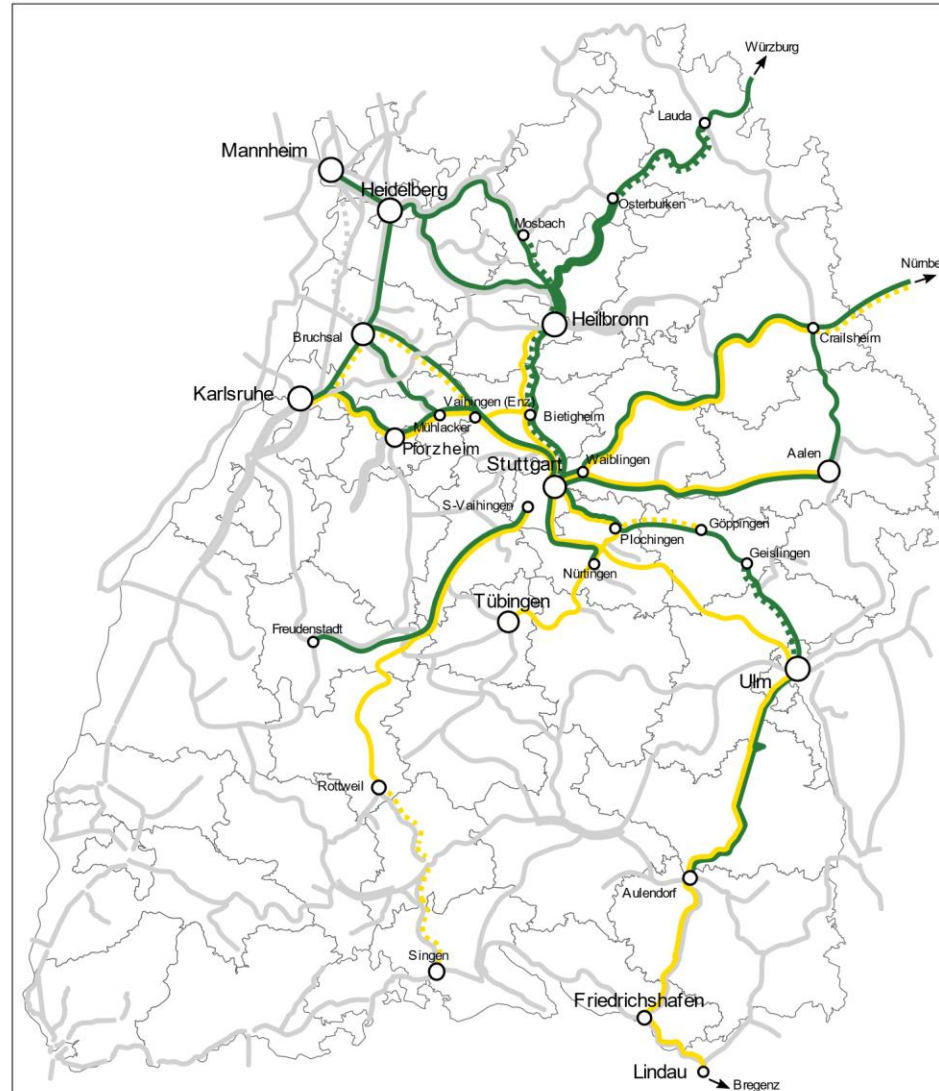 Würzburg
Lauda
Mannheim
Heidelberg
Osterburken
Mosbach
Heilbronn
Crailsheim
Bruchsal
Karlsruhe
Vaihingen (Enz)
Mühlacker
Bietigheim
Pforzheim
Stuttgart
Waiblingen
Aalen
S-Vaihingen
Göppingen
Plochingen
Geislingen
Nürtingen
Tübingen
Freudenstadt
Ulm
Rottweil
Aulendorf
Singen
Friedrichshafen
Lindau
Bregenz